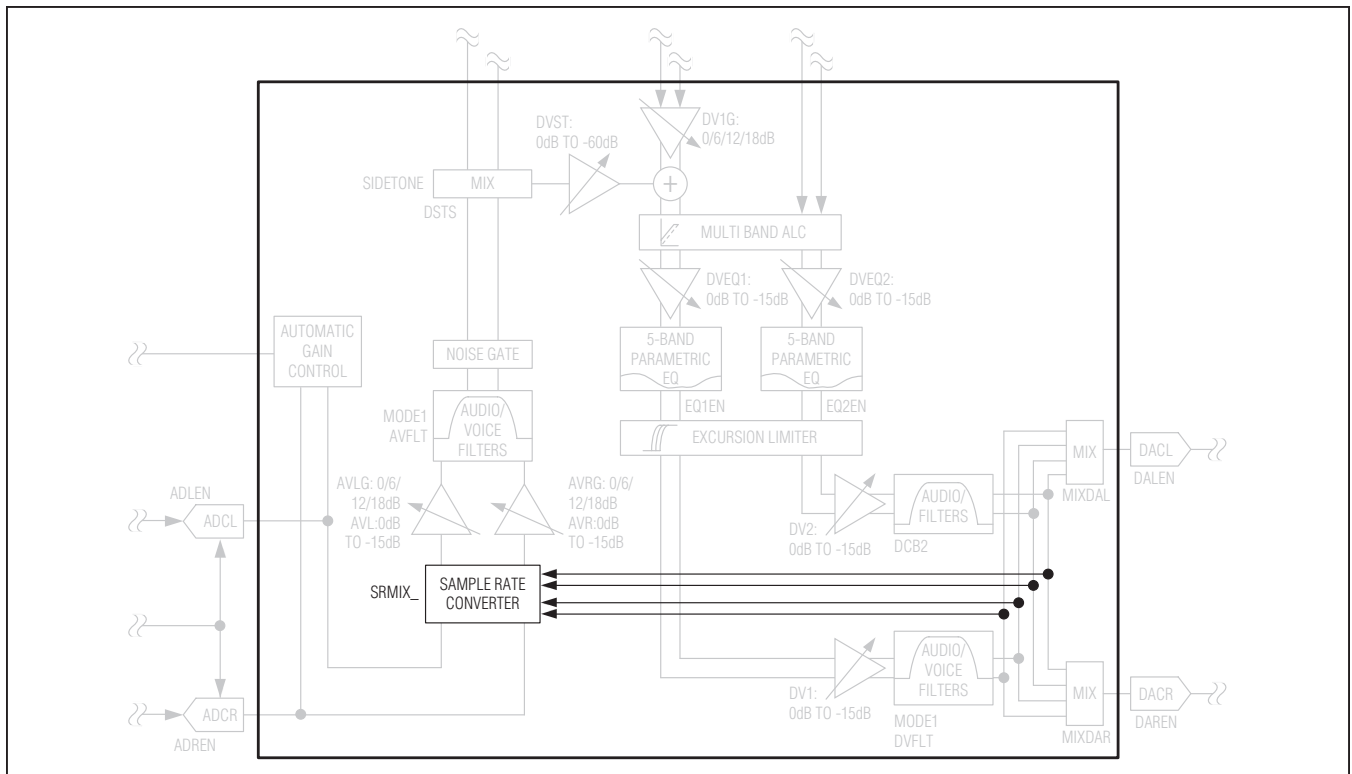 DVST:
0dB TO -60dB
DV1G:
0/6/12/18dB
SIDETONE
MIX
+
DSTS
MULTI BAND ALC
DVEQ1:
0dB TO -15dB
DVEQ2:
0dB TO -15dB
AUTOMATIC
GAIN
CONTROL
NOISE GATE
5-BAND
PARAMETRIC
EQ
5-BAND
PARAMETRIC
EQ
EQ1EN
EQ2EN
MODE1
AVFLT
AUDIO/
VOICE
FILTERS
EXCURSION LIMITER
MIX
MIXDAL
DACL
DALEN
ADLEN
ADCL
AVLG: 0/6/
12/18dB
AVL:0dB
TO -15dB
AVRG: 0/6/
12/18dB
AVR:0dB
TO -15dB
DV2:
0dB TO -15dB
AUDIO/
FILTERS
DCB2
SRMIX_
SAMPLE RATE
CONVERTER
DV1:
0dB TO -15dB
AUDIO/
VOICE
FILTERS
MODE1
DVFLT
MIX
MIXDAR
DACR
DAREN
ADCR
ADREN